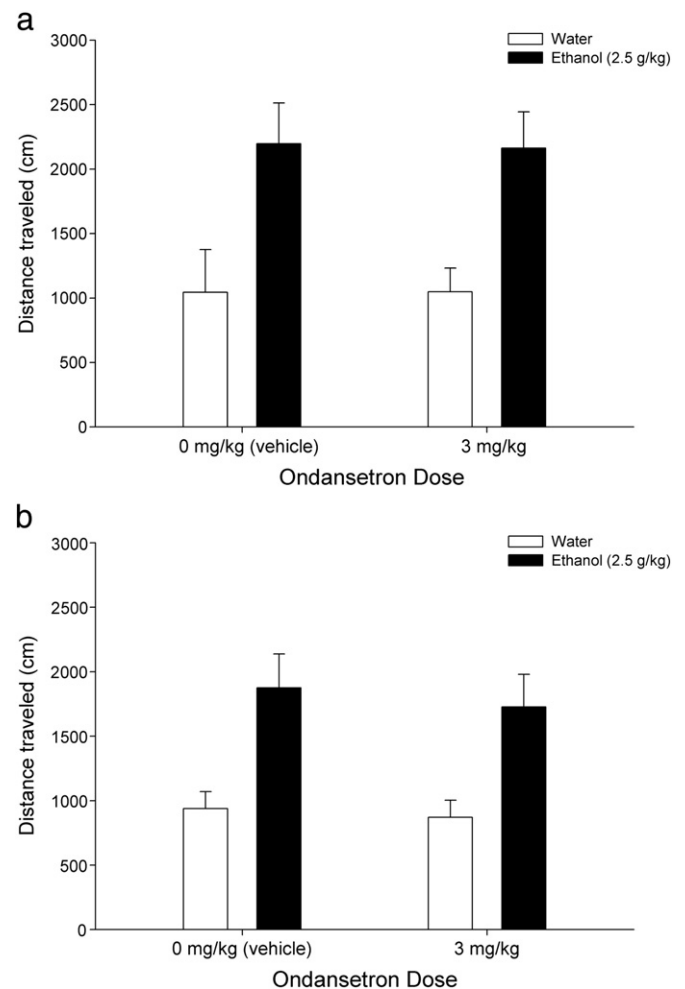 a
Water
Ethanol (2.5 g/kg)
3000
2500
2000
1500
1000
500
0
Distance traveled (cm)
0 mg/kg (vehicle)
3 mg/kg
Ondansetron Dose
b
Water
Ethanol (2.5 g/kg)
3000
2500
2000
1500
1000
500
0
Distance traveled (cm)
0 mg/kg (vehicle)
3 mg/kg
Ondansetron Dose